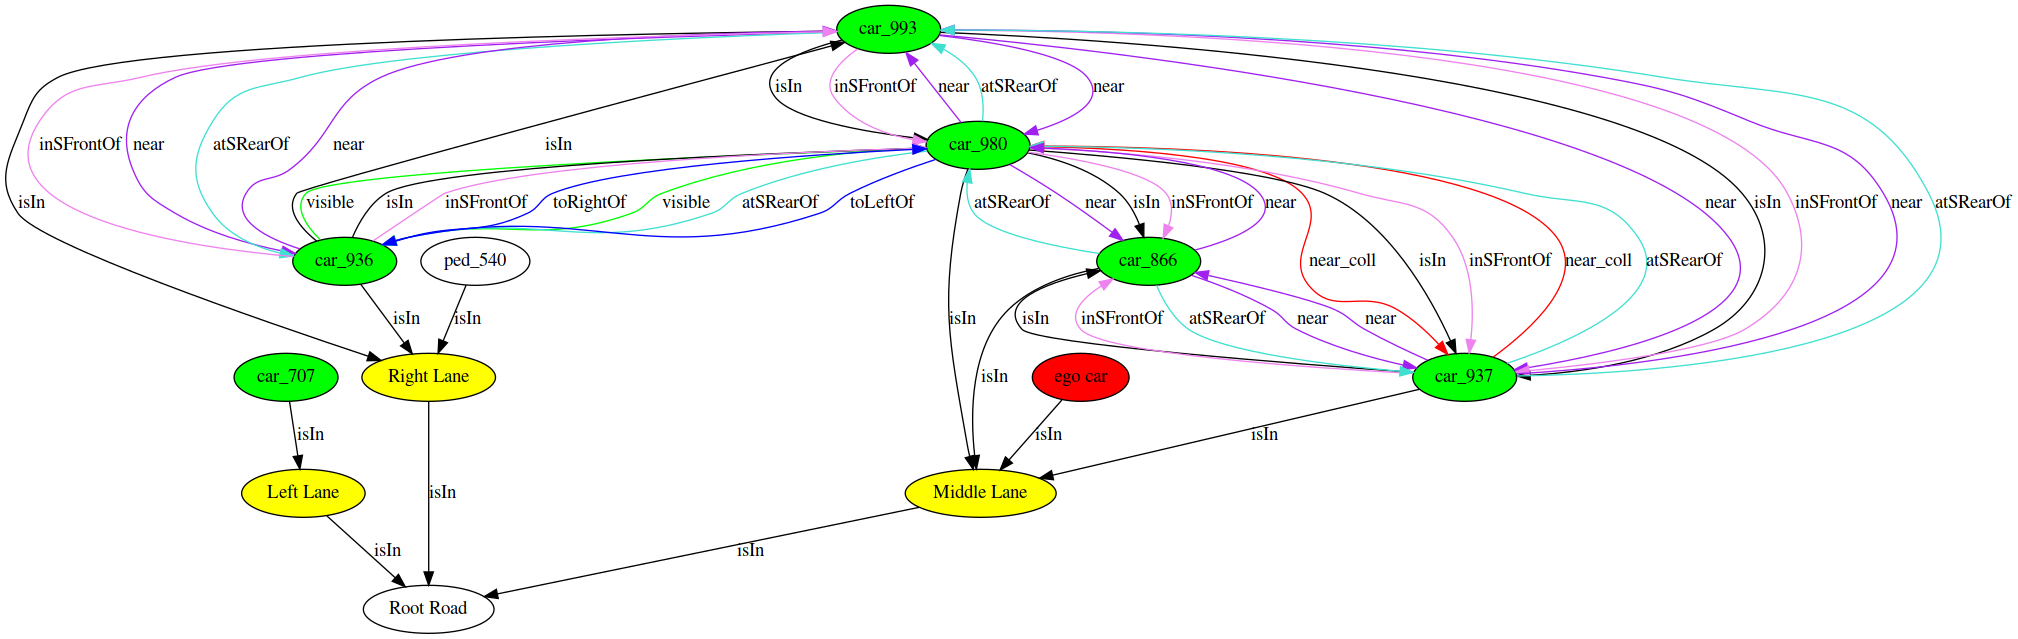 car_993
isIn inSFrontOf near atSRearOf near
inSFrontOf near atSRearOf near isIn car_980
isIn visible isIn inSFrontOf toRightOf visible atSRearOf toLeftOf atSRearOf near isIn inSFrontOf near near isIn inSFrontOf near atSRearOf
car_936 ped_540 car_866 near_coll isIn inSFrontOf near_coll atSRearOf
isIn isIn isIn isIn inSFrontOf atSRearOf near near
car_707 Right Lane isIn ego car car_937
isIn isIn isIn
Left Lane isIn Middle Lane
isIn isIn
Root Road